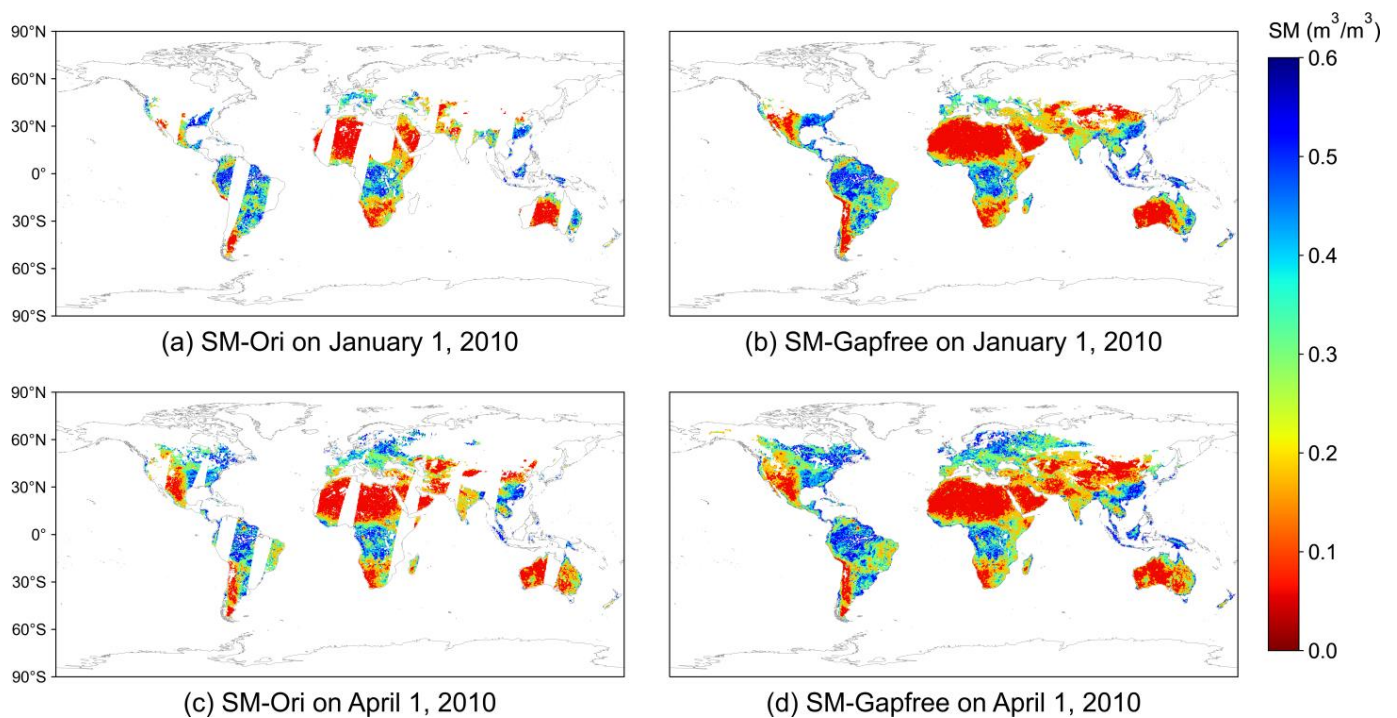 SM (m³/m³)
90°N
60°N
30°N
0°
30°S
60°S
90°S
(a) SM-Ori on January 1, 2010
(b) SM-Gapfree on January 1, 2010
90°N
60°N
30°N
0°
30°S
60°S
90°S
(c) SM-Ori on April 1, 2010
(d) SM-Gapfree on April 1, 2010
0.6
0.5
0.4
0.3
0.2
0.1
0.0